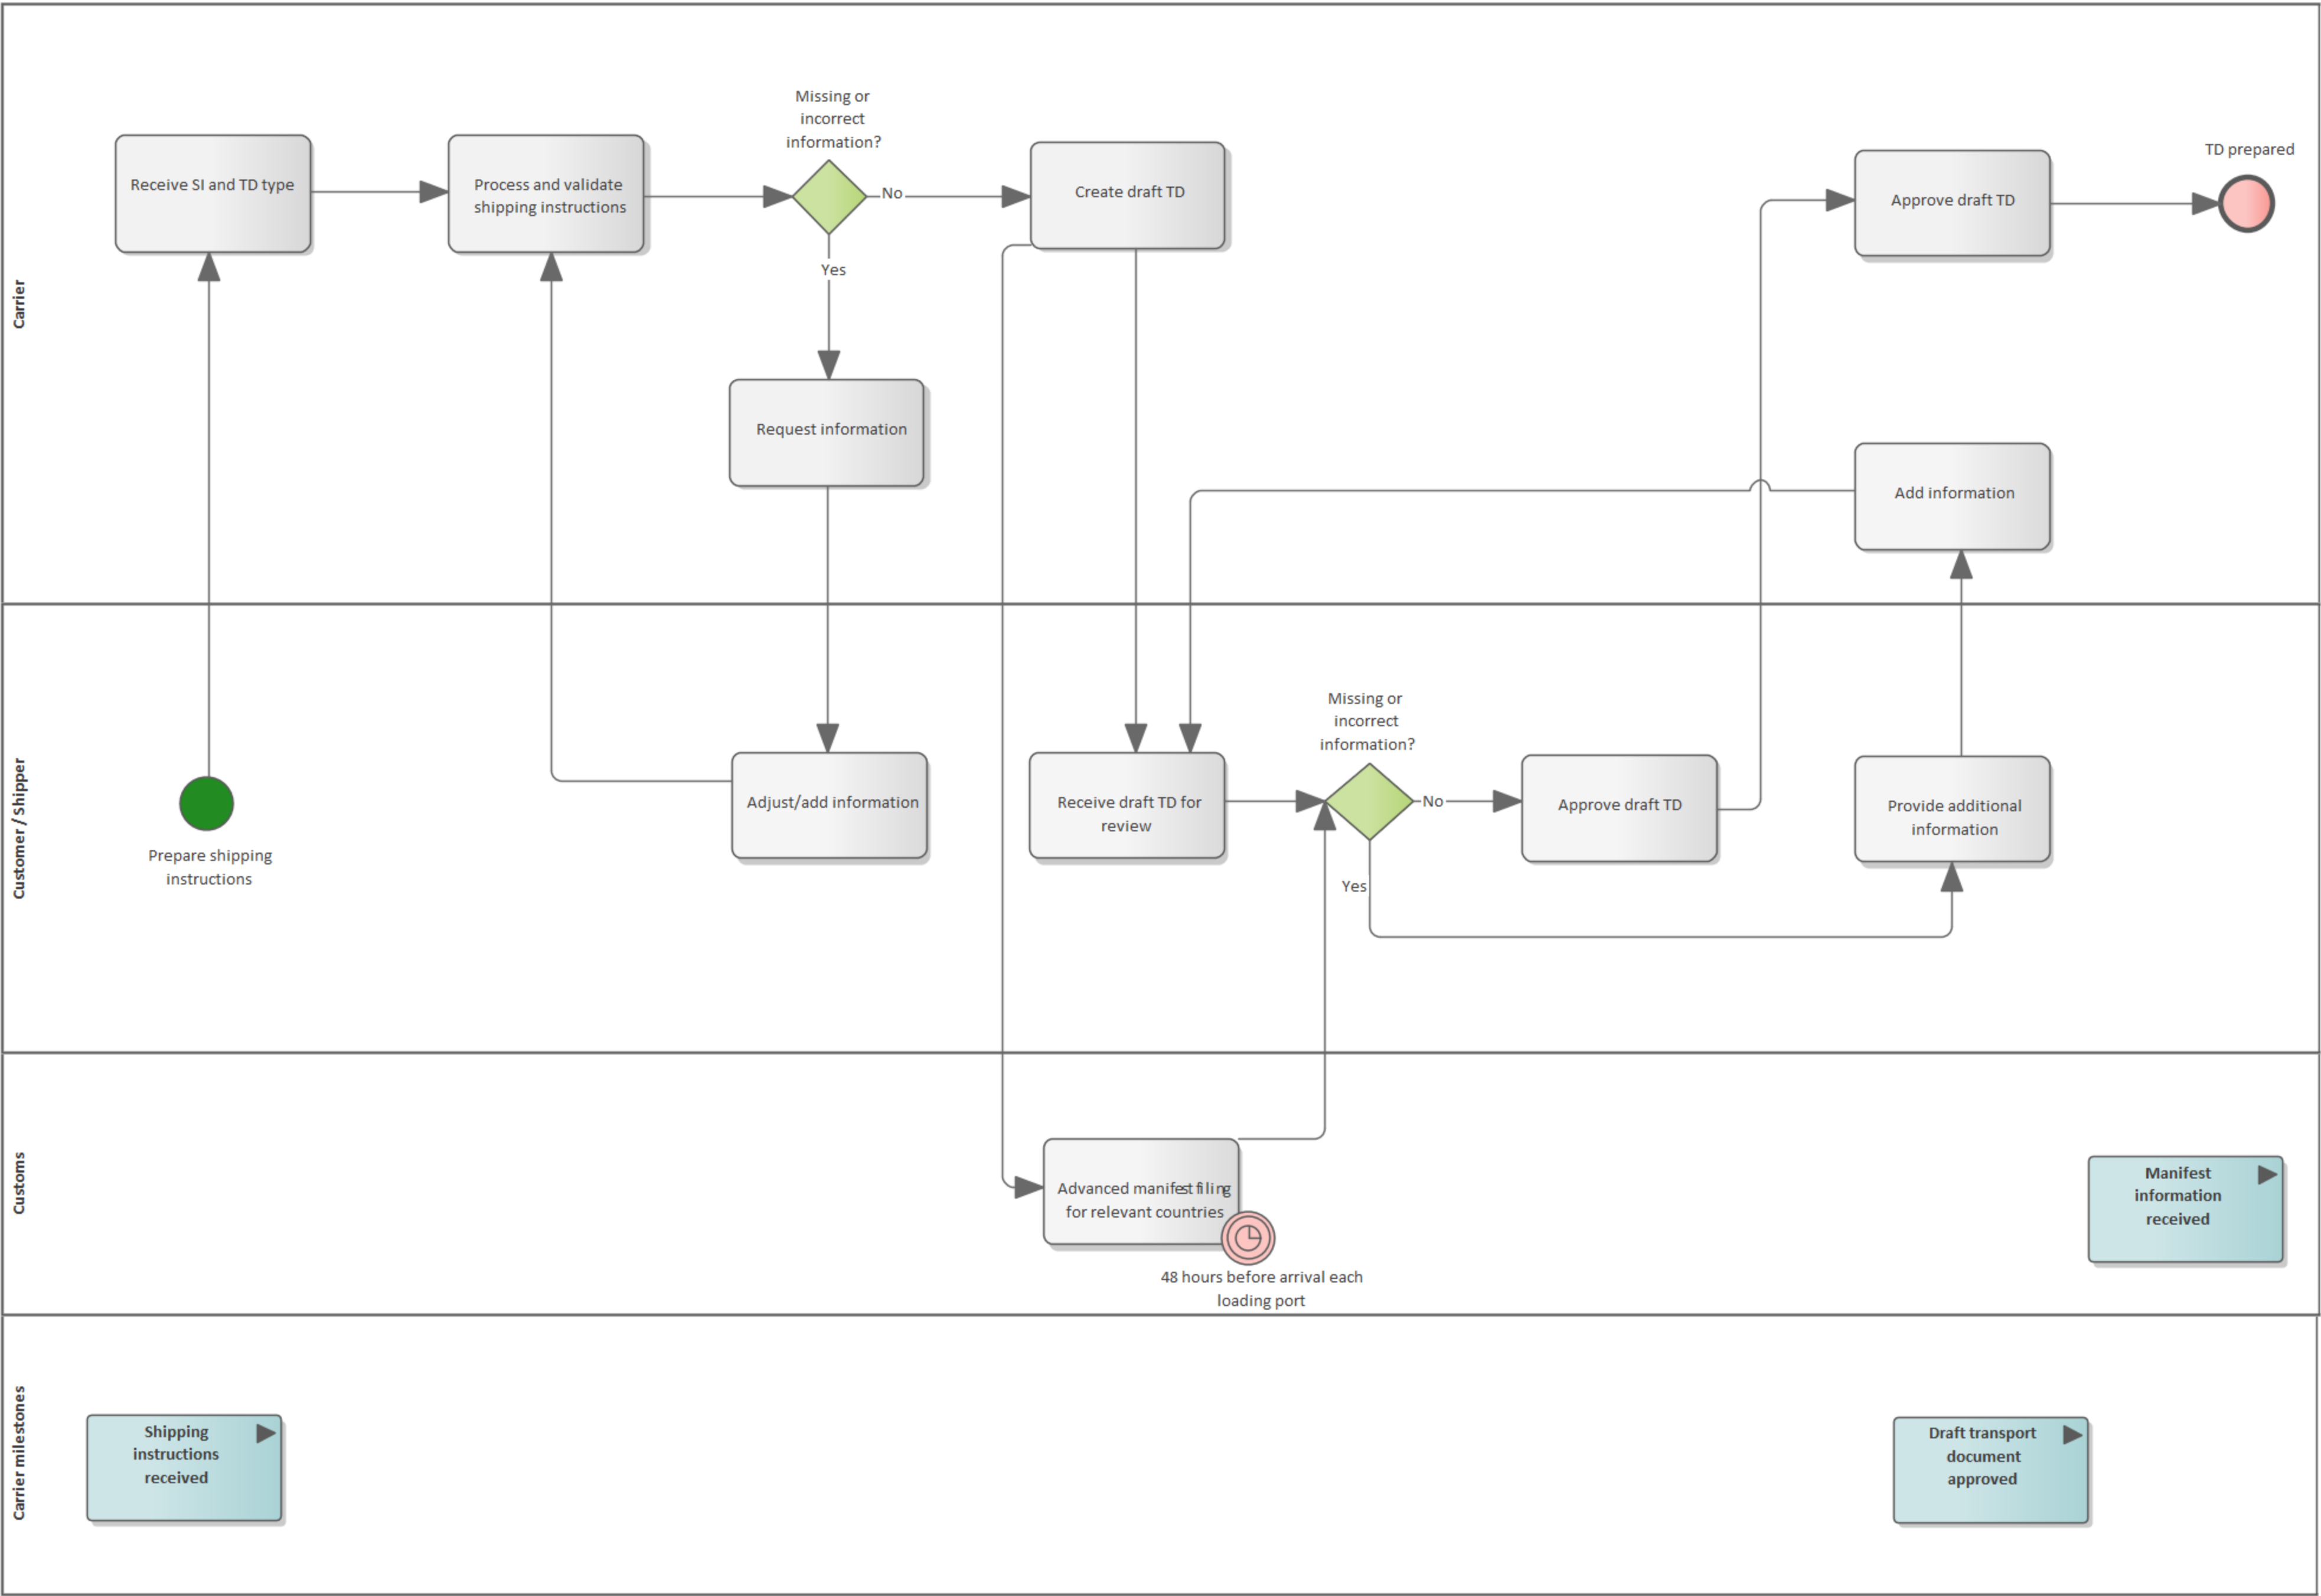 Carrier
Missing or
incorrect
information?
Receive SI and TD type
Process and validate
shipping instructions
No
Yes
Create draft TD
Approve draft TD
TD prepared
Request information
Add information
Customer / Shipper
Prepare shipping
instructions
Adjust/add information
Receive draft TD for
review
Missing or
incorrect
information?
No
Yes
Approve draft TD
Provide additional
information
Customs
Advanced manifest filing
for relevant countries
48 hours before arrival each
loading port
Manifest
information
received
Carrier milestones
Shipping
instructions
received
Draft transport
document
approved